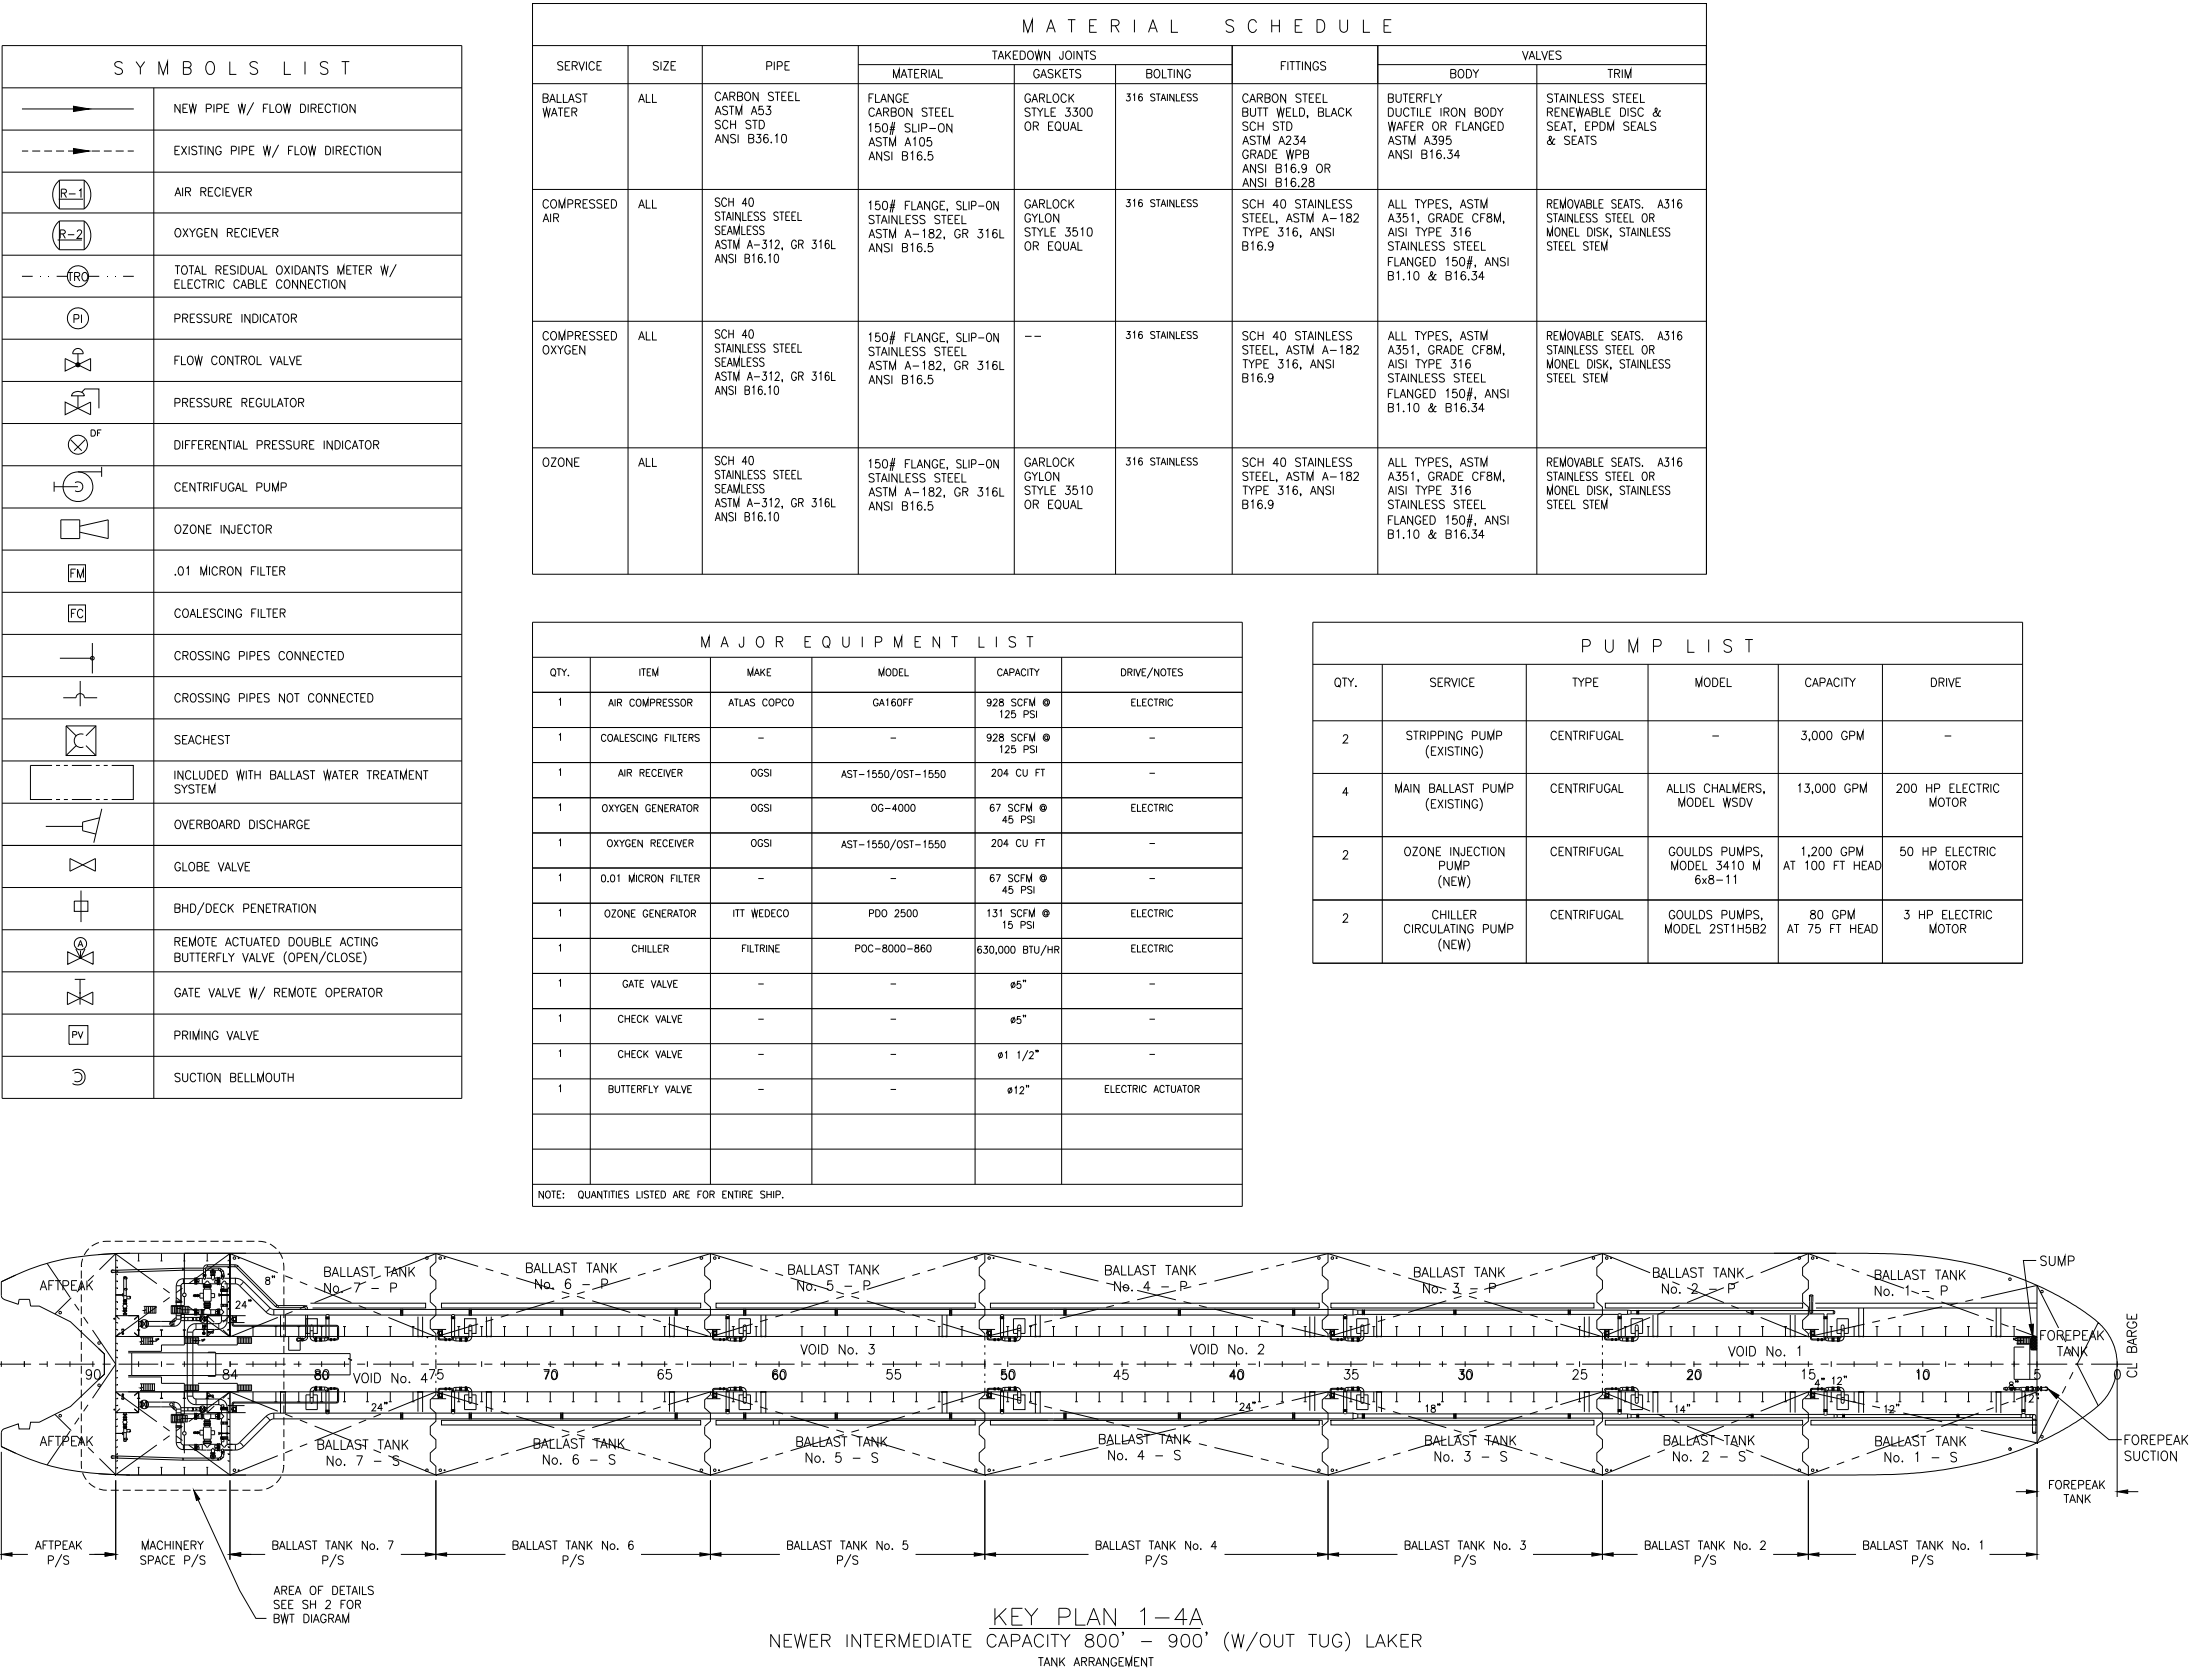 SYMBOLS LIST
NEW PIPE W/ FLOW DIRECTION
EXISTING PIPE W/ FLOW DIRECTION
R-1
AIR RECIEVER
R-2
OXYGEN RECIEVER
TRO
TOTAL RESIDUAL OXIDANTS METER W/
ELECTRIC CABLE CONNECTION
PI
PRESSURE INDICATOR
FLOW CONTROL VALVE
PRESSURE REGULATOR
DF
DIFFERENTIAL PRESSURE INDICATOR
CENTRIFUGAL PUMP
OZONE INJECTOR
FM
.01 MICRON FILTER
FC
COALESCING FILTER
CROSSING PIPES CONNECTED
CROSSING PIPES NOT CONNECTED
SEACHEST
INCLUDED WITH BALLAST WATER TREATMENT
SYSTEM
OVERBOARD DISCHARGE
GLOBE VALVE
BHD/DECK PENETRATION
A
REMOTE ACTUATED DOUBLE ACTING
BUTTERFLY VALVE (OPEN/CLOSE)
GATE VALVE W/ REMOTE OPERATOR
PV
PRIMING VALVE
SUCTION BELLMOUTH
MATERIAL SCHEDULE
SERVICE SIZE PIPE TAKEDOWN JOINTS FITTINGS VALVES
MATERIAL GASKETS BOLTING BODY TRIM
BALLAST
WATER
ALL
CARBON STEEL
ASTM A53
SCH STD
ANSI B36.10
FLANGE
CARBON STEEL
150# SLIP-ON
ASTM A105
ANSI B16.5
GARLOCK
STYLE 3300
OR EQUAL
316 STAINLESS
CARBON STEEL
BUTT WELD, BLACK
SCH STD
ASTM A234
GRADE WPB
ANSI B16.9 OR
ANSI B16.28
BUTERFLY
DUCTILE IRON BODY
WAFER OR FLANGED
ASTM A395
ANSI B16.34
STAINLESS STEEL
RENEWABLE DISC &
SEAT, EPDM SEALS
& SEATS
COMPRESSED
AIR
ALL
SCH 40
STAINLESS STEEL
SEAMLESS
ASTM A-312, GR 316L
ANSI B16.10
150# FLANGE, SLIP-ON
STAINLESS STEEL
ASTM A-182, GR 316L
ANSI B16.5
GARLOCK
GYLON
STYLE 3510
OR EQUAL
316 STAINLESS
SCH 40 STAINLESS
STEEL, ASTM A-182
TYPE 316, ANSI
B16.9
ALL TYPES, ASTM
A351, GRADE CF8M,
AISI TYPE 316
STAINLESS STEEL
FLANGED 150#, ANSI
B1.10 & B16.34
REMOVABLE SEATS. A316
STAINLESS STEEL OR
MONEL DISK, STAINLESS
STEEL STEM
COMPRESSED
OXYGEN
ALL
SCH 40
STAINLESS STEEL
SEAMLESS
ASTM A-312, GR 316L
ANSI B16.10
150# FLANGE, SLIP-ON
STAINLESS STEEL
ASTM A-182, GR 316L
ANSI B16.5
--
316 STAINLESS
SCH 40 STAINLESS
STEEL, ASTM A-182
TYPE 316, ANSI
B16.9
ALL TYPES, ASTM
A351, GRADE CF8M,
AISI TYPE 316
STAINLESS STEEL
FLANGED 150#, ANSI
B1.10 & B16.34
REMOVABLE SEATS. A316
STAINLESS STEEL OR
MONEL DISK, STAINLESS
STEEL STEM
OZONE
ALL
SCH 40
STAINLESS STEEL
SEAMLESS
ASTM A-312, GR 316L
ANSI B16.10
150# FLANGE, SLIP-ON
STAINLESS STEEL
ASTM A-182, GR 316L
ANSI B16.5
GARLOCK
GYLON
STYLE 3510
OR EQUAL
316 STAINLESS
SCH 40 STAINLESS
STEEL, ASTM A-182
TYPE 316, ANSI
B16.9
ALL TYPES, ASTM
A351, GRADE CF8M,
AISI TYPE 316
STAINLESS STEEL
FLANGED 150#, ANSI
B1.10 & B16.34
REMOVABLE SEATS. A316
STAINLESS STEEL OR
MONEL DISK, STAINLESS
STEEL STEM
MAJOR EQUIPMENT LIST
QTY. ITEM MAKE MODEL CAPACITY DRIVE/NOTES
1 AIR COMPRESSOR ATLAS COPCO GA160FF 928 SCFM @ ELECTRIC
125 PSI
1 COALESCING FILTERS - - 928 SCFM @ -
125 PSI
1 AIR RECEIVER OGSI AST-1550/OST-1550 204 CU FT -
1 OXYGEN GENERATOR OGSI OG-4000 67 SCFM @ ELECTRIC
45 PSI
1 OXYGEN RECEIVER OGSI AST-1550/OST-1550 204 CU FT -
1 0.01 MICRON FILTER - - 67 SCFM @ -
45 PSI
1 OZONE GENERATOR ITT WEDECO PDO 2500 131 SCFM @ ELECTRIC
15 PSI
1 CHILLER FILTRINE POC-8000-860 630,000 BTU/HR ELECTRIC
1 GATE VALVE - - ø5" -
1 CHECK VALVE - - ø5" -
1 CHECK VALVE - - ø1 1/2" -
1 BUTTERFLY VALVE - - ø12" ELECTRIC ACTUATOR
NOTE: QUANTITIES LISTED ARE FOR ENTIRE SHIP.
PUMP LIST
QTY. SERVICE TYPE MODEL CAPACITY DRIVE
2 STRIPPING PUMP CENTRIFUGAL - 3,000 GPM -
(EXISTING)
4 MAIN BALLAST PUMP CENTRIFUGAL ALLIS CHALMERS, 13,000 GPM 200 HP ELECTRIC
(EXISTING) MODEL WSDV MOTOR
2 OZONE INJECTION CENTRIFUGAL GOULDS PUMPS, 1,200 GPM 50 HP ELECTRIC
PUMP MODEL 3410 M AT 100 FT HEAD MOTOR
(NEW) 6x8-11
2 CHILLER CENTRIFUGAL GOULDS PUMPS, 80 GPM 3 HP ELECTRIC
CIRCULATING PUMP MODEL 2ST1H5B2 AT 75 FT HEAD MOTOR
(NEW)
SUMP
AFTPEAK
8"
24"
BALLAST TANK
No. 7 - P
BALLAST TANK
No. 6 - P
BALLAST TANK
No. 5 - P
BALLAST TANK
No. 4 - P
BALLAST TANK
No. 3 - P
BALLAST TANK
No. 2 - P
BALLAST TANK
No. 1 - P
FOREPEAK
TANK
CL BARGE
VOID No. 4
VOID No. 3
VOID No. 2
VOID No. 1
90 84 80 75 70 65 60 55 50 45 40 35 30 25 20 15 10 5 0
24" 24" 18" 14" 4" 12" 12" 8" 12"
AFTPEAK
BALLAST TANK
No. 7 - S
BALLAST TANK
No. 6 - S
BALLAST TANK
No. 5 - S
BALLAST TANK
No. 4 - S
BALLAST TANK
No. 3 - S
BALLAST TANK
No. 2 - S
BALLAST TANK
No. 1 - S
FOREPEAK
SUCTION
FOREPEAK
TANK
AFTPEAK
P/S
MACHINERY
SPACE P/S
BALLAST TANK No. 7
P/S
BALLAST TANK No. 6
P/S
BALLAST TANK No. 5
P/S
BALLAST TANK No. 4
P/S
BALLAST TANK No. 3
P/S
BALLAST TANK No. 2
P/S
BALLAST TANK No. 1
P/S
AREA OF DETAILS
SEE SH 2 FOR
BWT DIAGRAM
KEY PLAN 1-4A
NEWER INTERMEDIATE CAPACITY 800' - 900' (W/OUT TUG) LAKER
TANK ARRANGEMENT